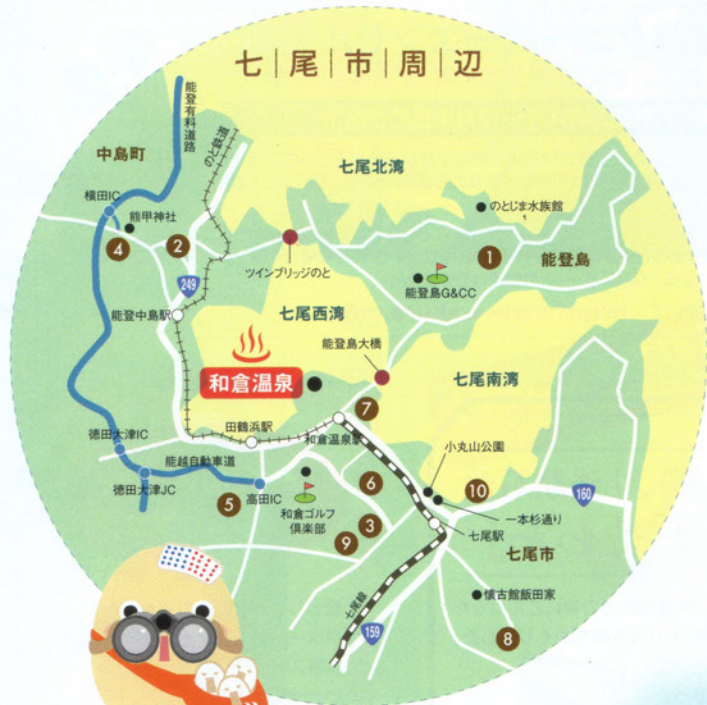 七尾市周辺
能登有料道路
のと鉄道
中島町
七尾北湾
横田IC
熊甲神社
のとじま水族館
4
2
1
能登島
ツインブリッジのと
能登島G&CC
249
能登中島駅
七尾西湾
能登島大橋
和倉温泉
七尾南湾
7
田鶴浜駅
和倉温泉駅
小丸山公園
徳田大津IC
能越自動車道
6
10
160
徳田大津JC
5
高田IC
一本杉通り
和倉ゴルフ
倶楽部
3
9
七尾駅
七尾市
懐古館飯田家
七尾線
159
8